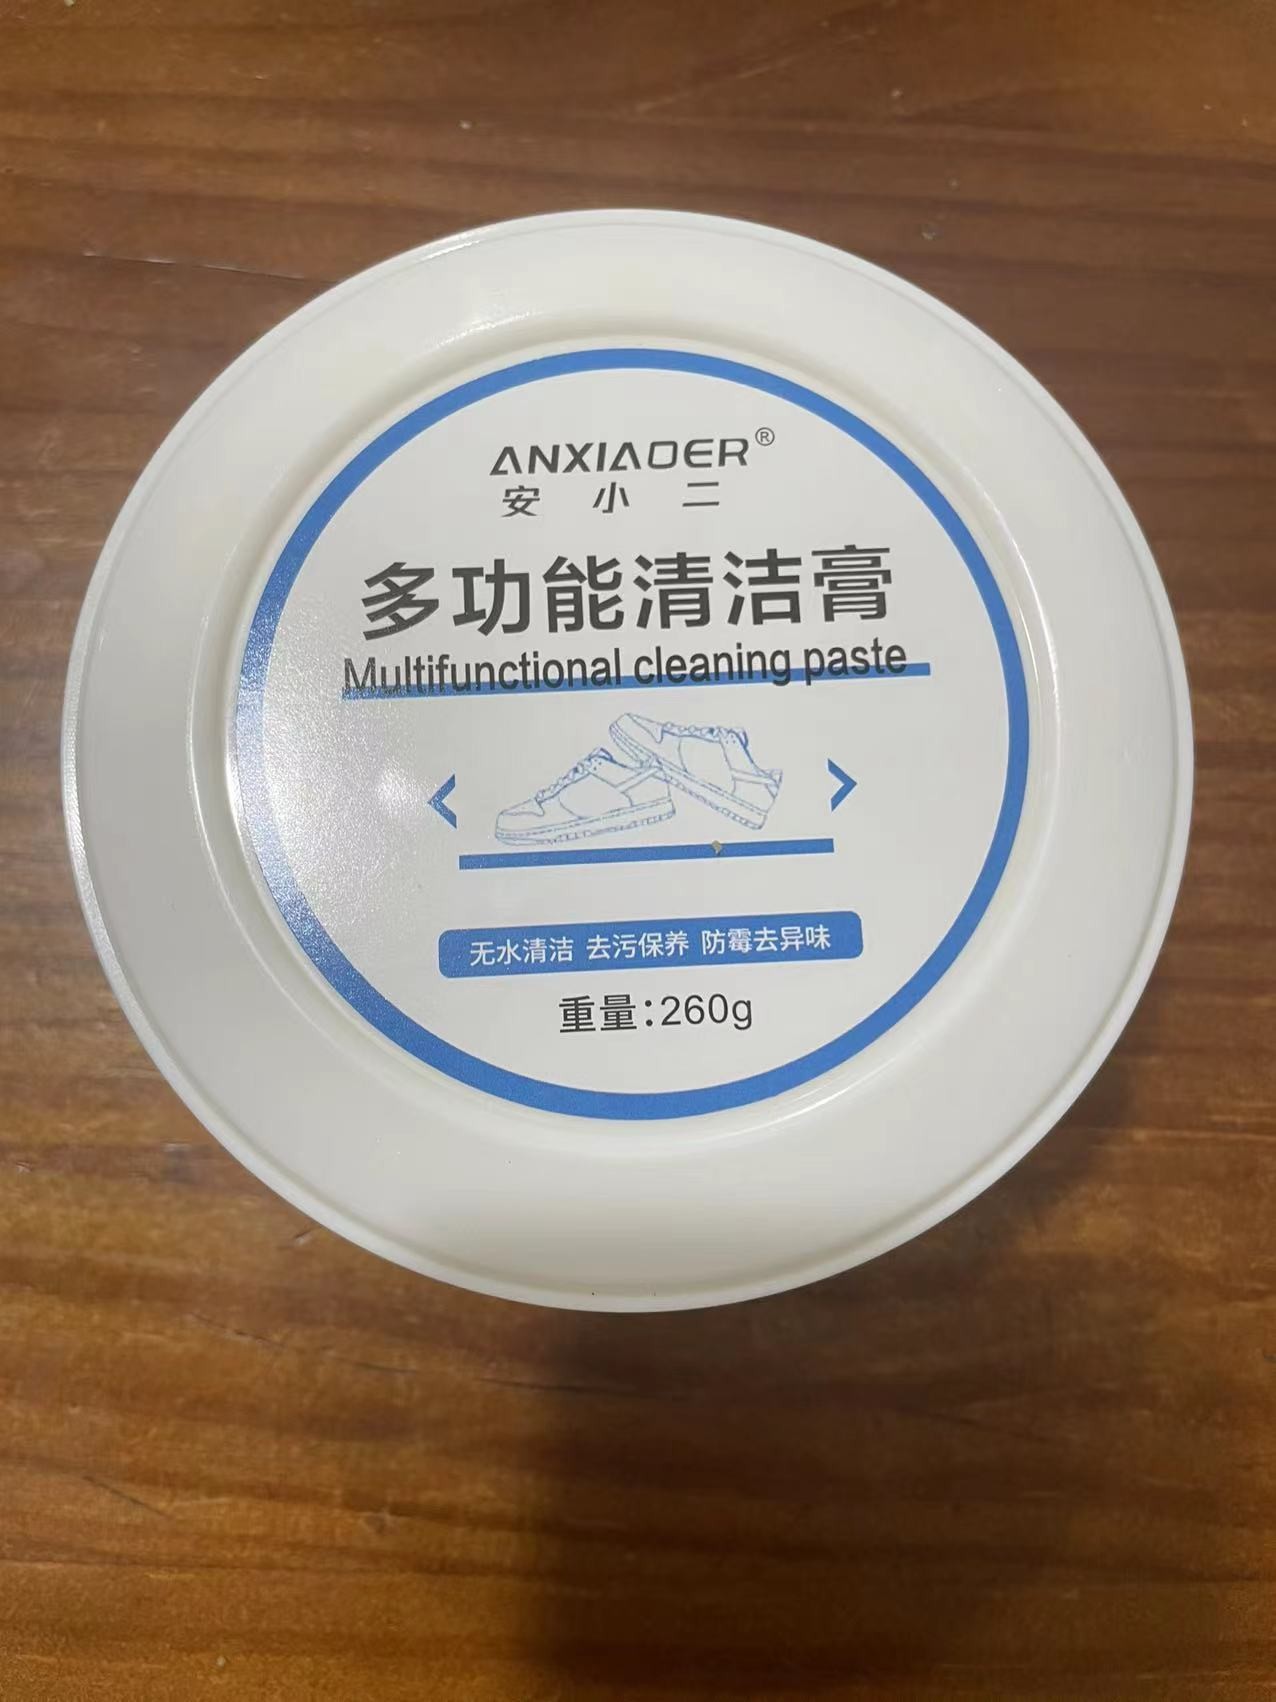 ANXIAOER®
安小二
多功能清洁膏
Multifunctional cleaning paste
无水清洁 去污保养 防霉去异味
重量:260g